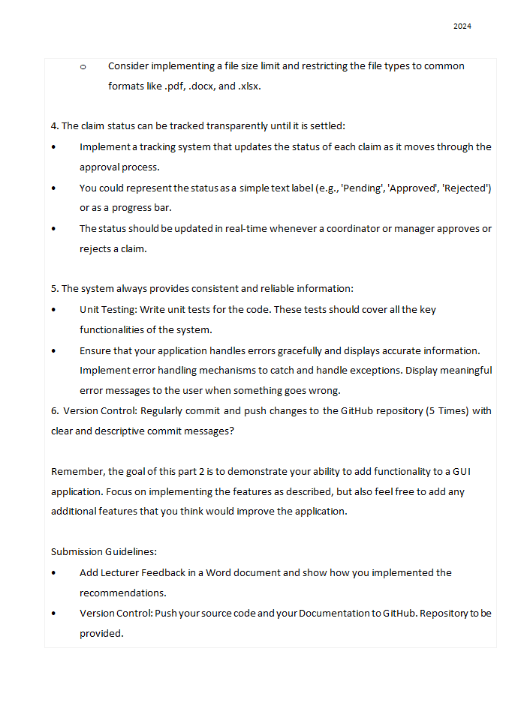 2024
o Consider implementing a file size limit and restricting the file types to common
formats like .pdf, .docx, and .xlsx.
4. The claim status can be tracked transparently until it is settled:
• Implement a tracking system that updates the status of each claim as it moves through the
approval process.
• You could represent the status as a simple text label (e.g., 'Pending', 'Approved', 'Rejected')
or as a progress bar.
• The status should be updated in real-time whenever a coordinator or manager approves or
rejects a claim.
5. The system always provides consistent and reliable information:
• Unit Testing: Write unit tests for the code. These tests should cover all the key
functionalities of the system.
• Ensure that your application handles errors gracefully and displays accurate information.
Implement error handling mechanisms to catch and handle exceptions. Display meaningful
error messages to the user when something goes wrong.
6. Version Control: Regularly commit and push changes to the GitHub repository (5 Times) with
clear and descriptive commit messages?
Remember, the goal of this part 2 is to demonstrate your ability to add functionality to a GUI
application. Focus on implementing the features as described, but also feel free to add any
additional features that you think would improve the application.
Submission Guidelines:
• Add Lecturer Feedback in a Word document and show how you implemented the
recommendations.
• Version Control: Push your source code and your Documentation to GitHub. Repository to be
provided.